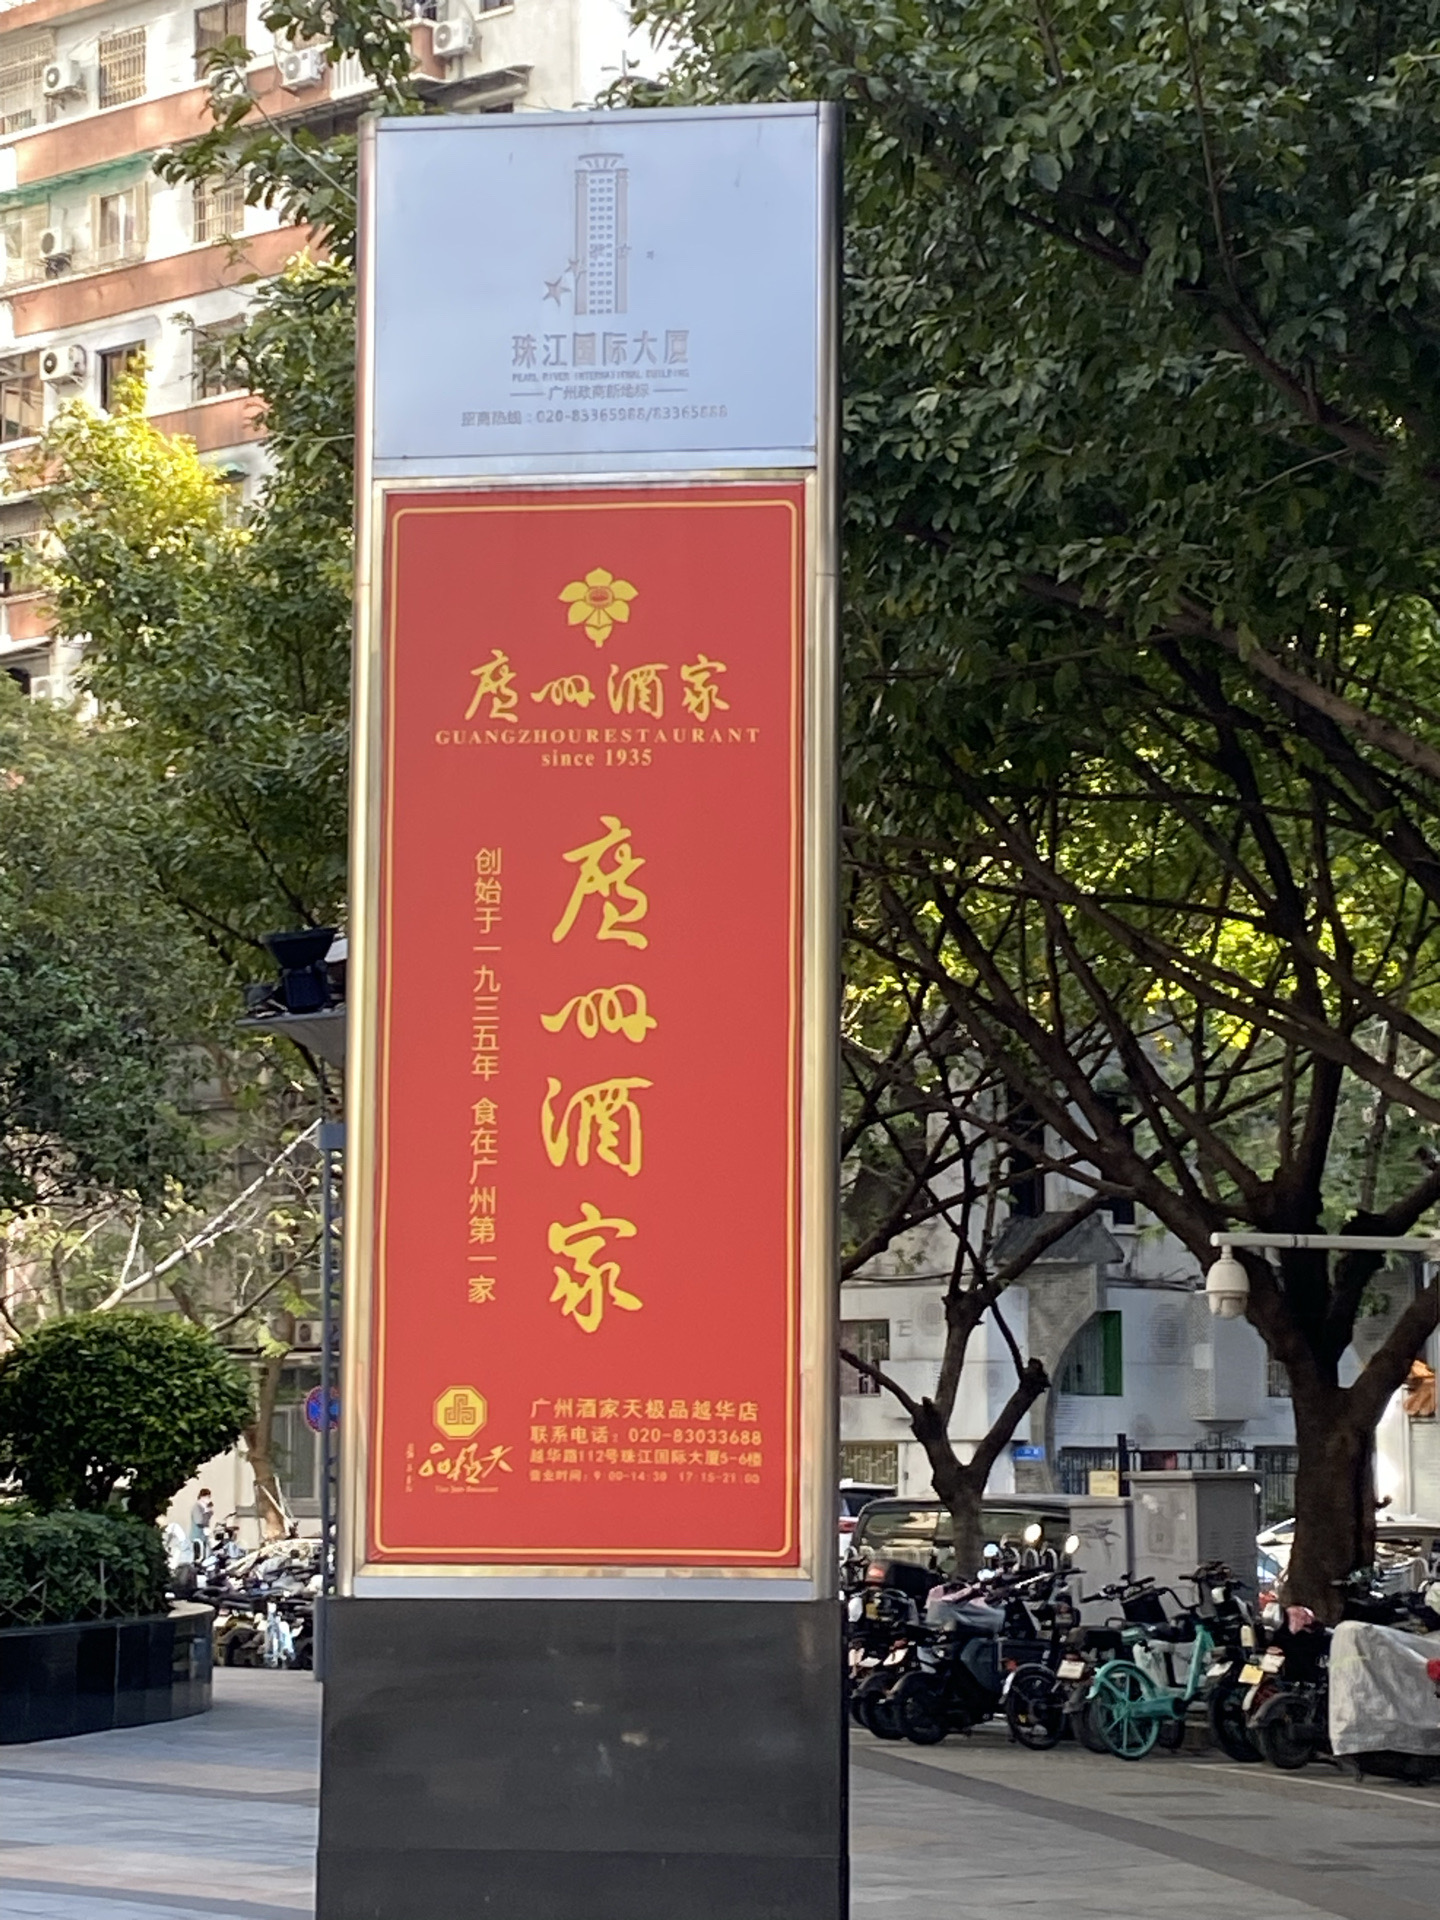 珠江国际大厦
PEARL RIVER INTERNATIONAL BUILDING
广州政商新地标
招商热线：020-83365988/83365888
廣州酒家
GUANGZHOURESTAURANT
since 1935
廣州酒家
创始于一九三五年 食在广州第一家
天極品
广州酒家天极品越华店
联系电话：020-83033688
越华路112号珠江国际大厦5-6楼
营业时间：9:00-14:30 17:15-21:00